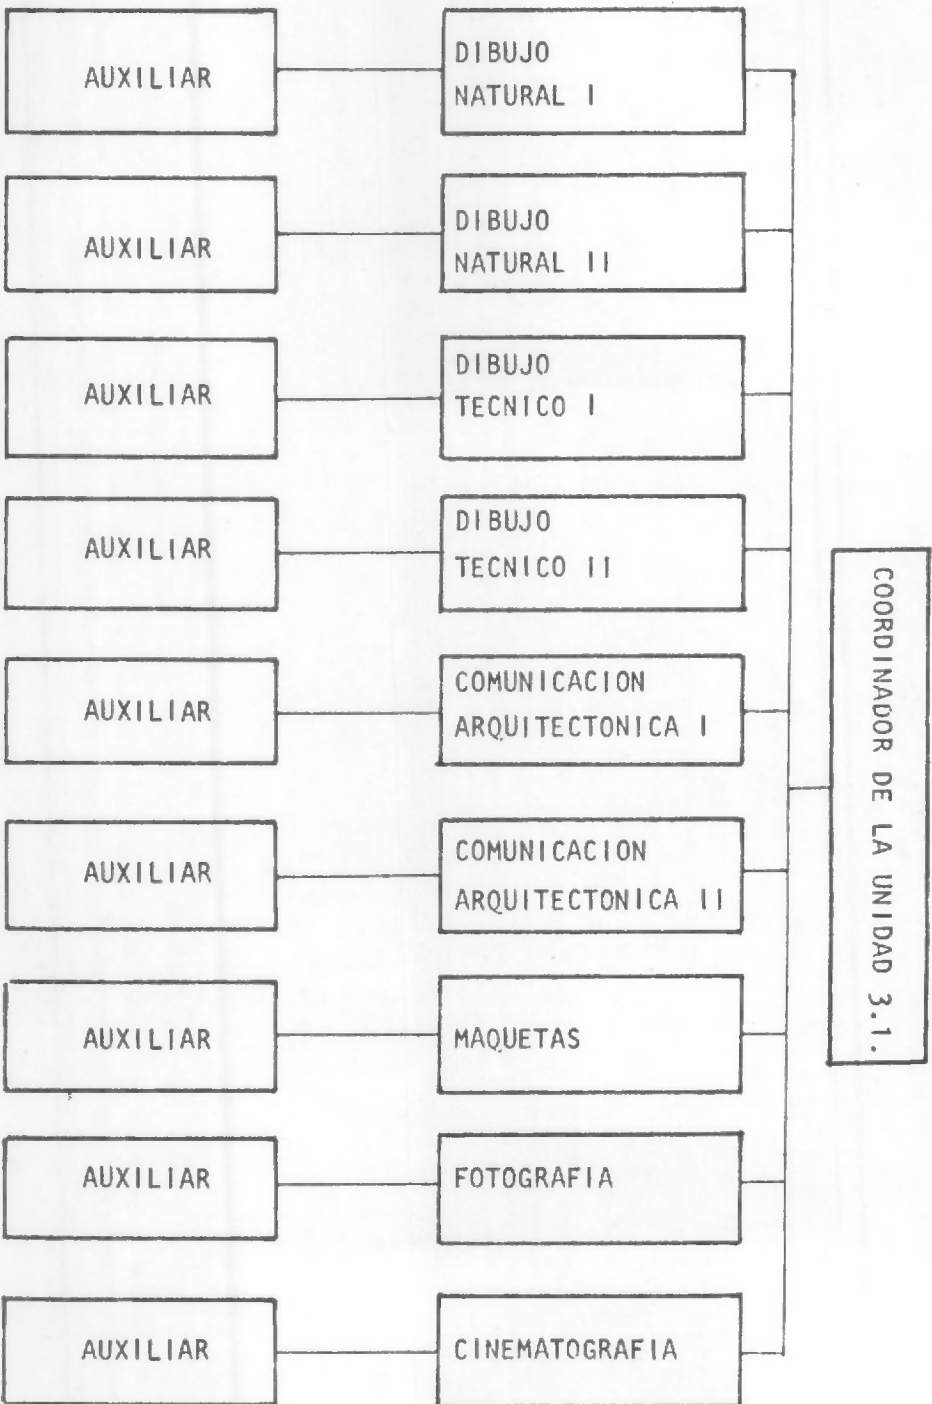 AUXILIAR
DIBUJO
NATURAL I
AUXILIAR
DIBUJO
NATURAL II
AUXILIAR
DIBUJO
TECNICO I
AUXILIAR
DIBUJO
TECNICO II
AUXILIAR
COMUNICACION
ARQUITECTONICA I
AUXILIAR
COMUNICACION
ARQUITECTONICA II
AUXILIAR
MAQUETAS
AUXILIAR
FOTOGRAFIA
AUXILIAR
CINEMATOGRAFIA
COORDINADOR DE LA UNIDAD 3.1.